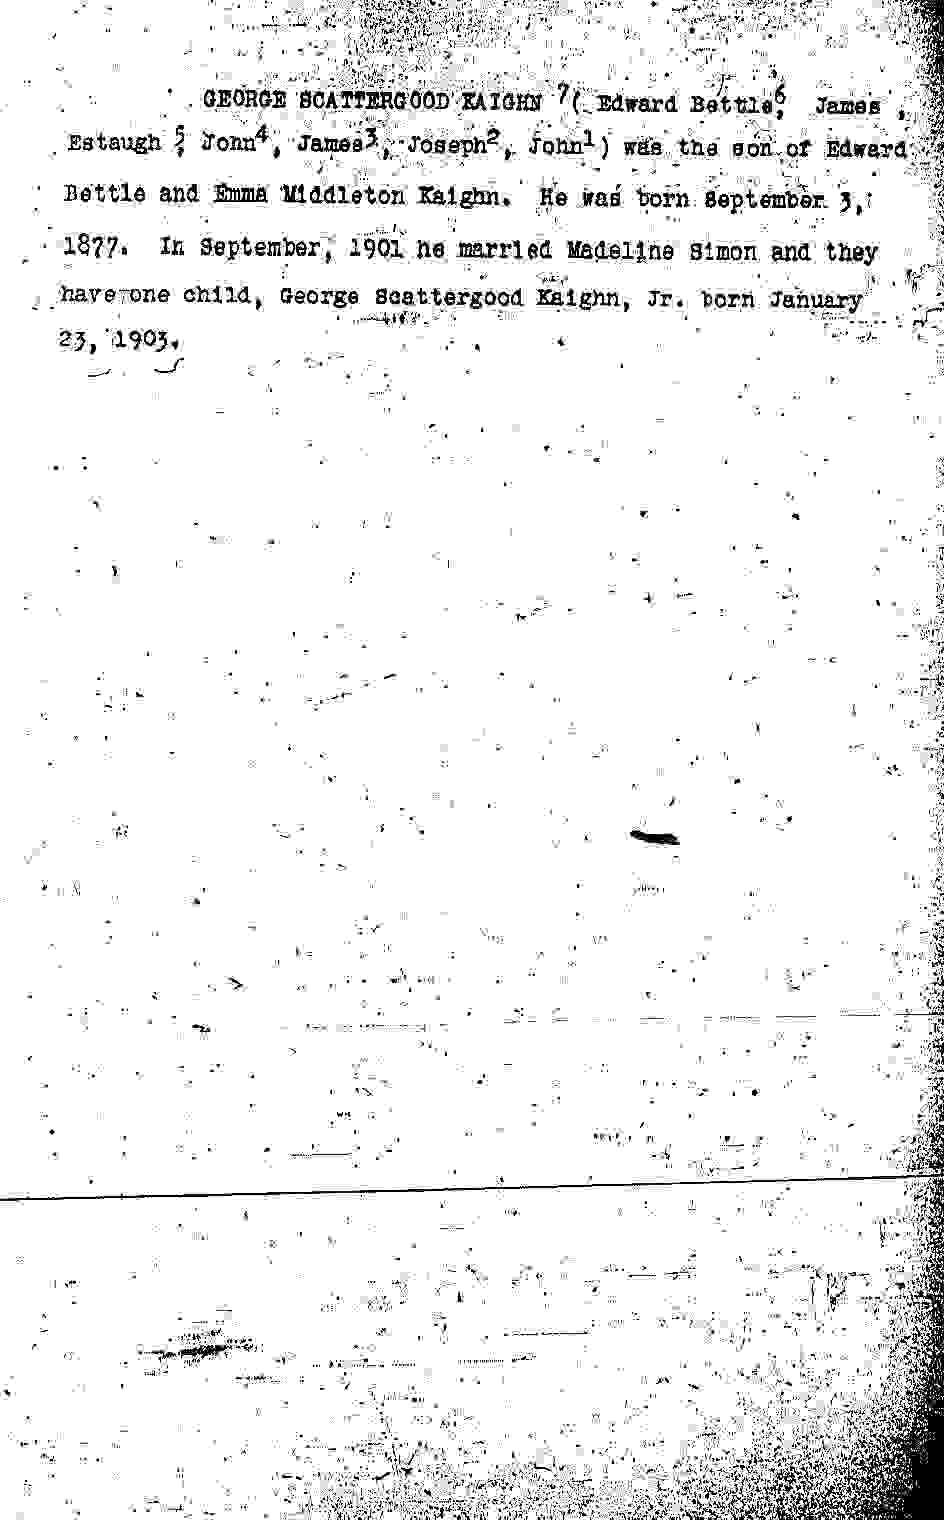 GEORGE SCATTERGOOD KAIGHN ⁷( Edward Bettle⁶, James ,
Estaugh ⁵, John⁴, James³, Joseph², John¹) was the son of Edward
Bettle and Emma Middleton Kaighn. He was born September 3,
1877. In September, 1901 he married Madeline Simon and they
have one child, George Scattergood Kaighn, Jr. born January
23, 1903.